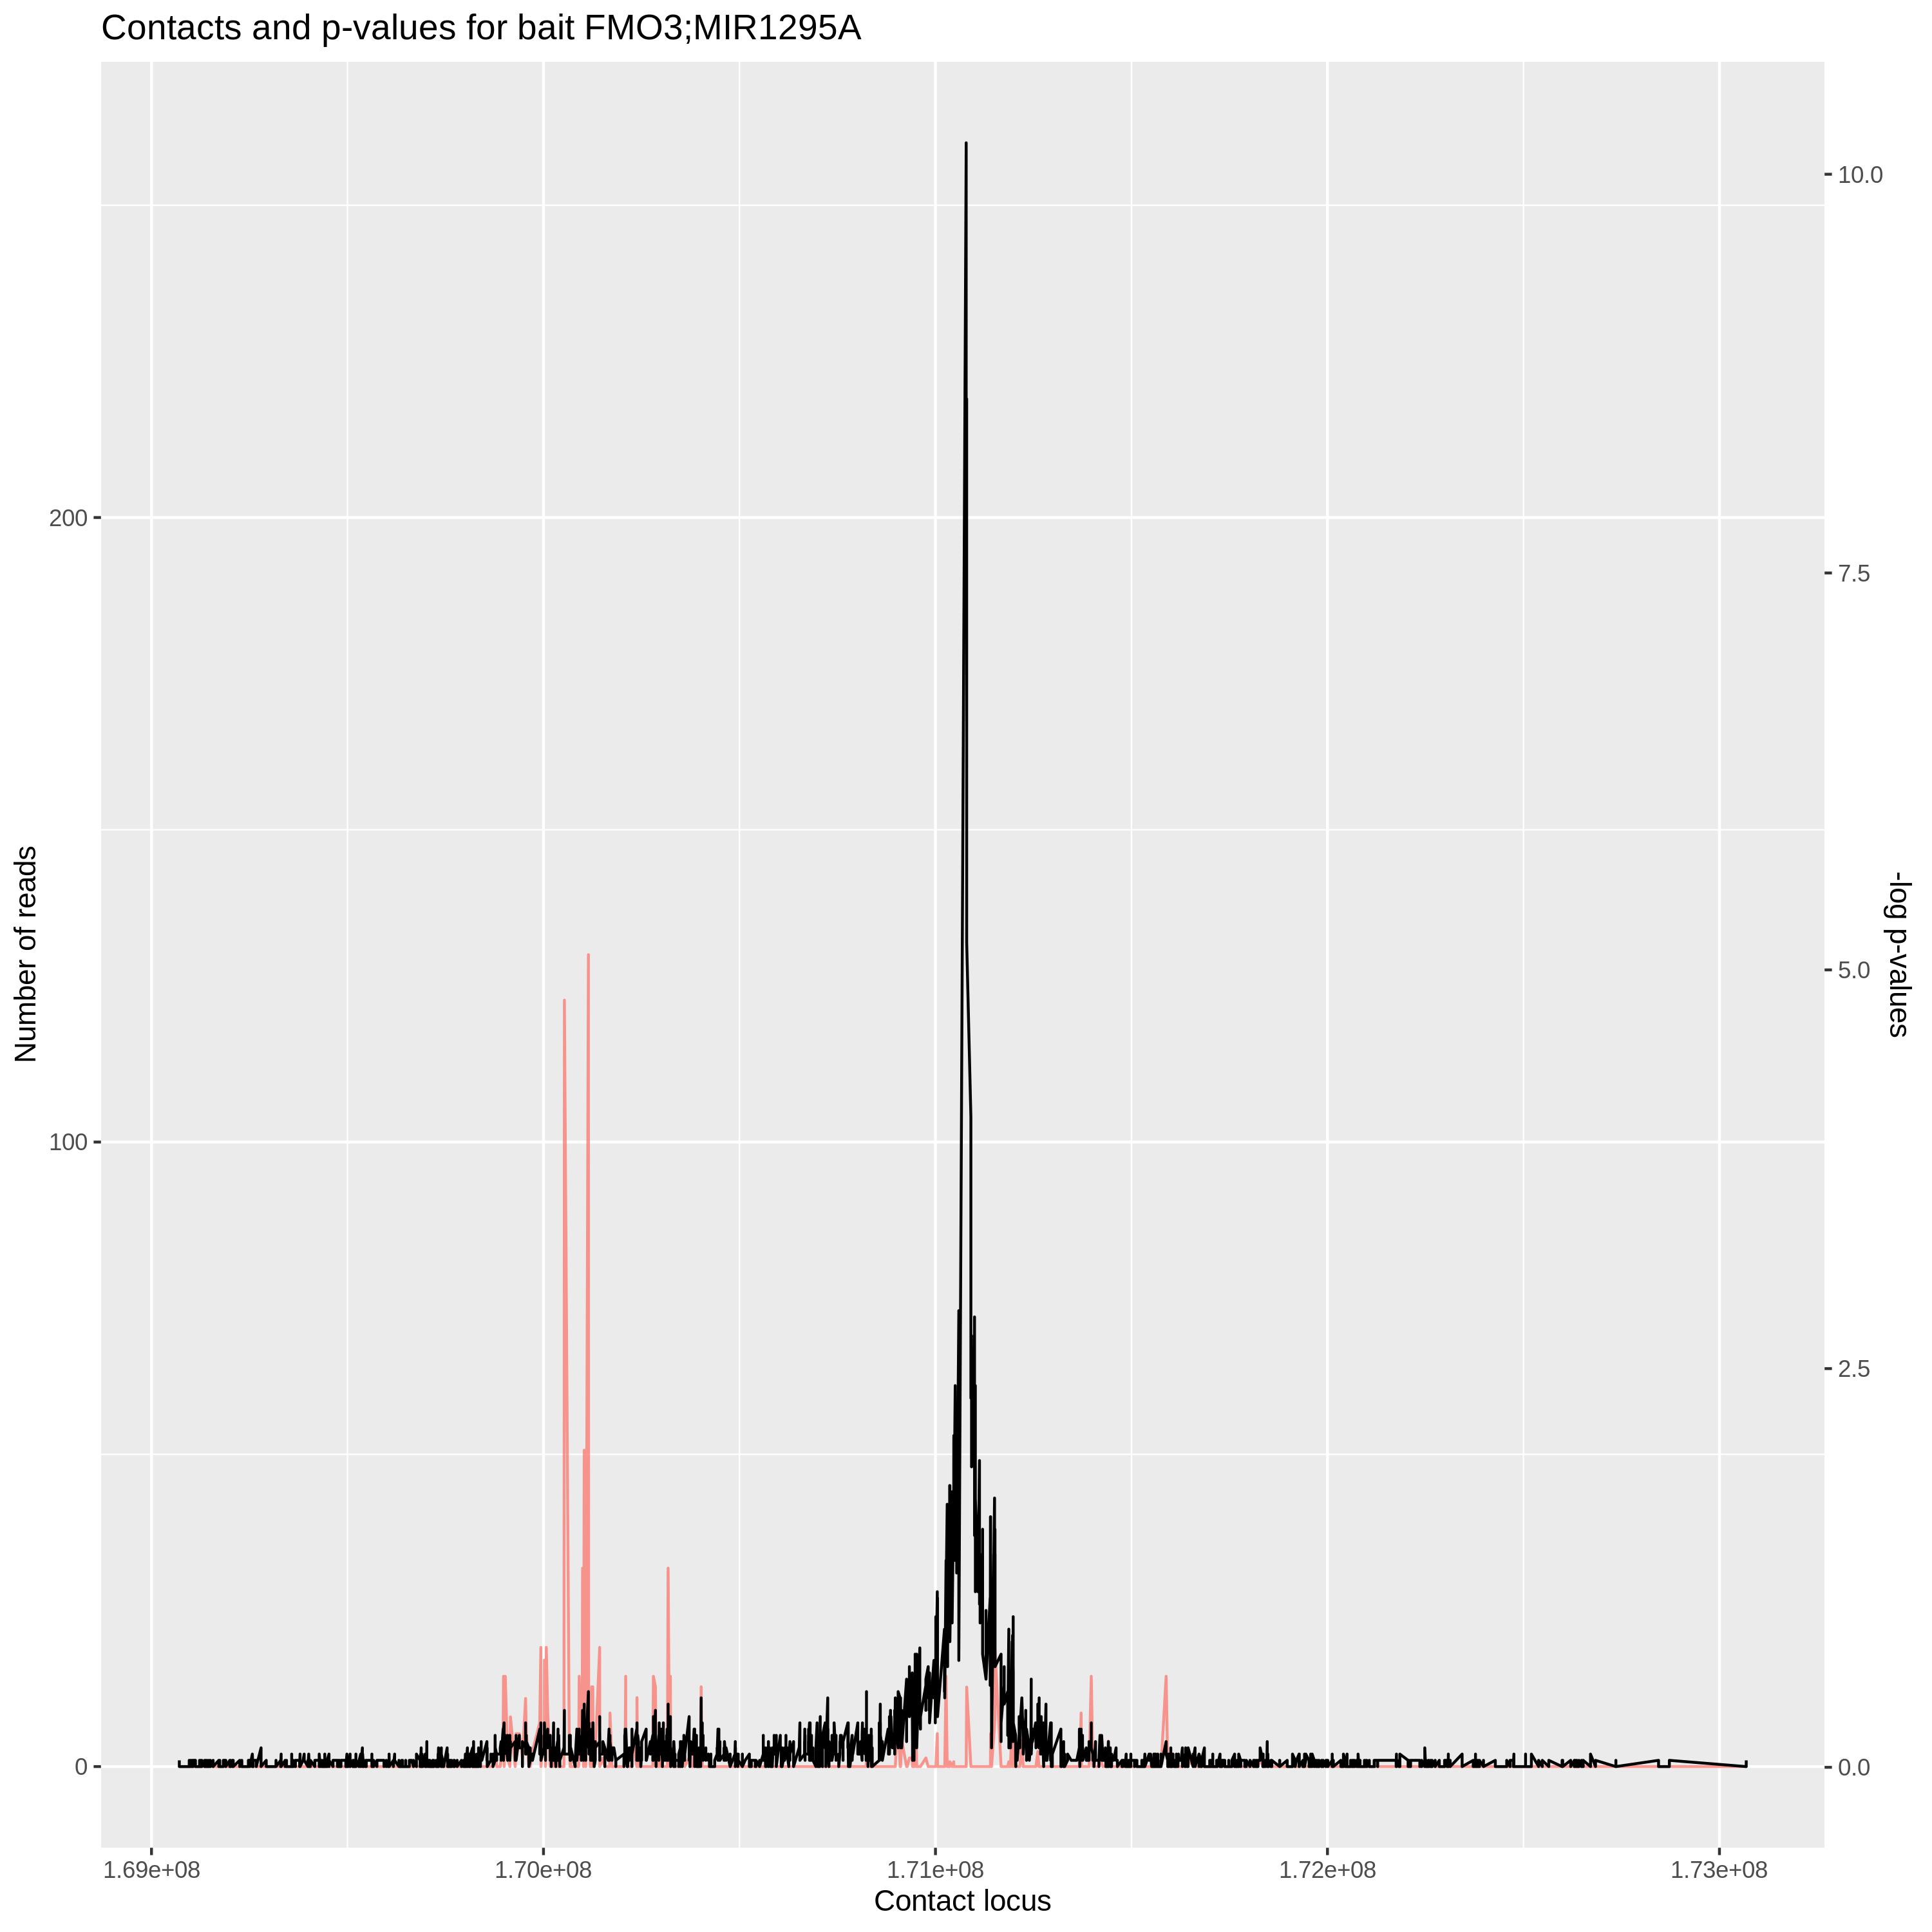 Contacts and p-values for bait FMO3;MIR1295A
Number of reads
200
100
0
10.0
7.5
5.0
2.5
0.0
-log p-values
1.69e+08
1.70e+08
1.71e+08
1.72e+08
1.73e+08
Contact locus